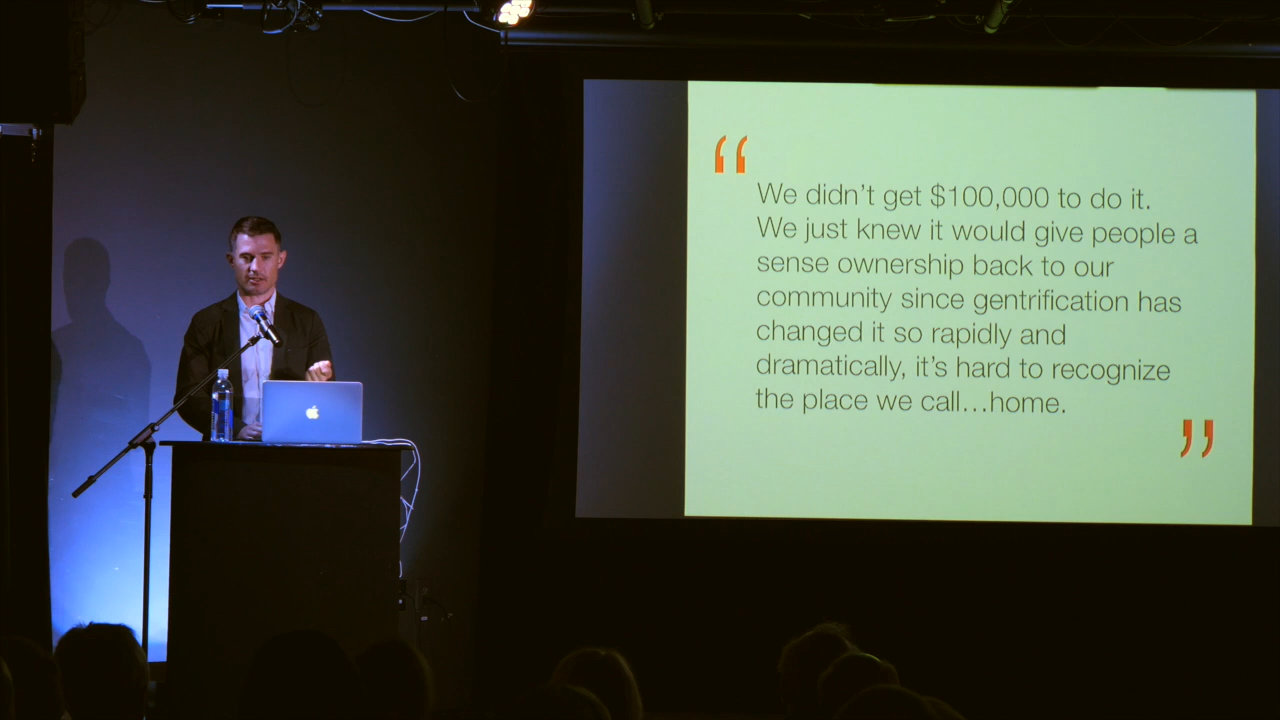 “
We didn’t get $100,000 to do it.
We just knew it would give people a
sense ownership back to our
community since gentrification has
changed it so rapidly and
dramatically, it’s hard to recognize
the place we call…home.
”